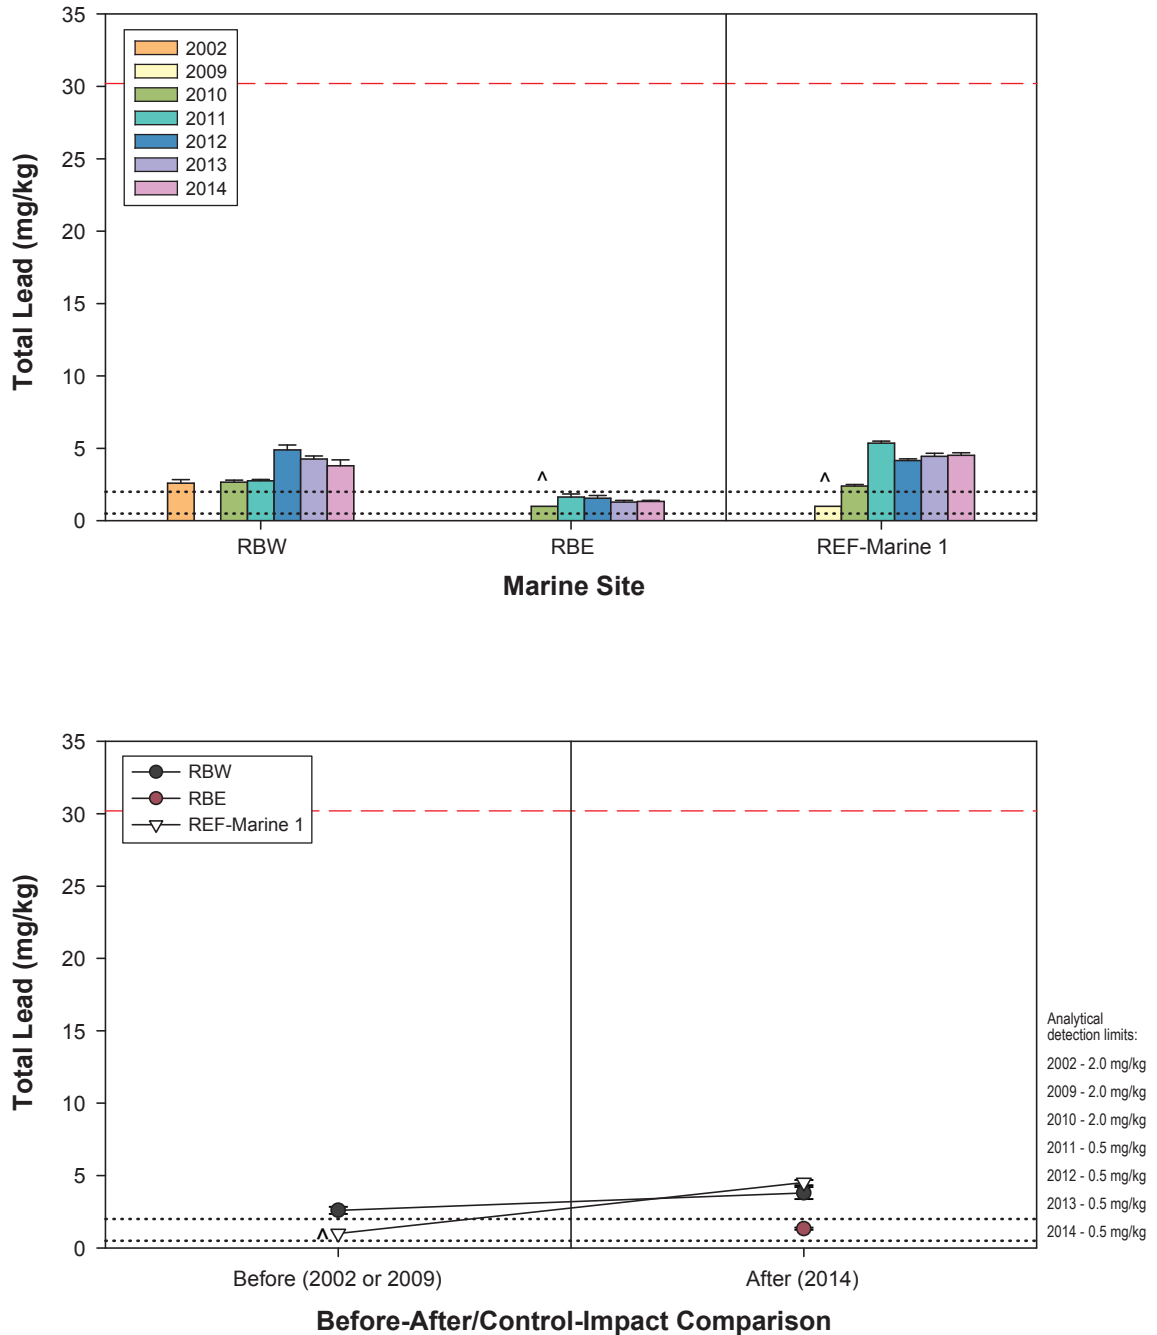 35
30
25
20
15
10
5
0
Total Lead (mg/kg)
2002
2009
2010
2011
2012
2013
2014
^
^
RBW
RBE
REF-Marine 1
Marine Site
35
30
25
20
15
10
5
0
Total Lead (mg/kg)
RBW
RBE
REF-Marine 1
^
Before (2002 or 2009)
After (2014)
Before-After/Control-Impact Comparison
Analytical
detection limits:
2002 - 2.0 mg/kg
2009 - 2.0 mg/kg
2010 - 2.0 mg/kg
2011 - 0.5 mg/kg
2012 - 0.5 mg/kg
2013 - 0.5 mg/kg
2014 - 0.5 mg/kg